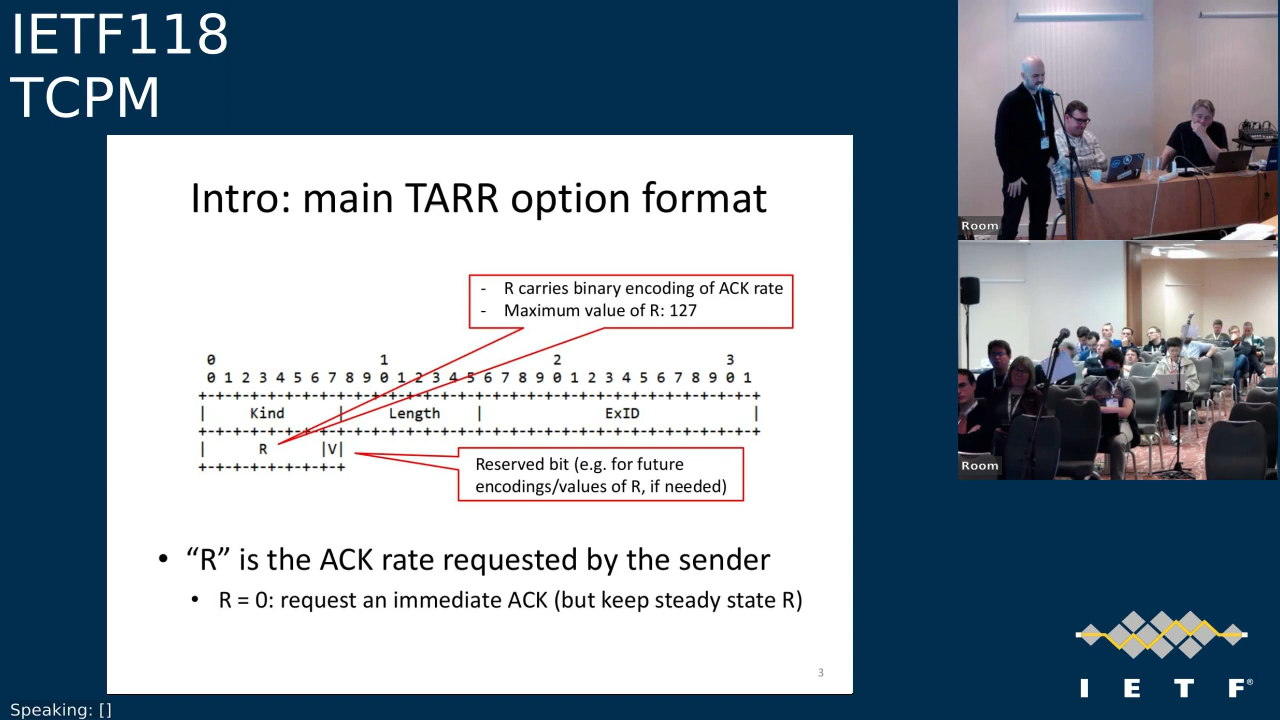 IETF118
TCPM
Intro: main TARR option format
- R carries binary encoding of ACK rate
- Maximum value of R: 127
0 1 2 3
0 1 2 3 4 5 6 7 8 9 0 1 2 3 4 5 6 7 8 9 0 1 2 3 4 5 6 7 8 9 0 1
+-+-+-+-+-+-+-+-+-+-+-+-+-+-+-+-+-+-+-+-+-+-+-+-+-+-+-+-+-+-+-+-+
| Kind | Length | ExID |
+-+-+-+-+-+-+-+-+-+-+-+-+-+-+-+-+-+-+-+-+-+-+-+-+-+-+-+-+-+-+-+-+
| R |V|
+-+-+-+-+-+-+-+-+
Reserved bit (e.g. for future
encodings/values of R, if needed)
• “R” is the ACK rate requested by the sender
• R = 0: request an immediate ACK (but keep steady state R)
3
Room
Room
I E T F®
Speaking: []